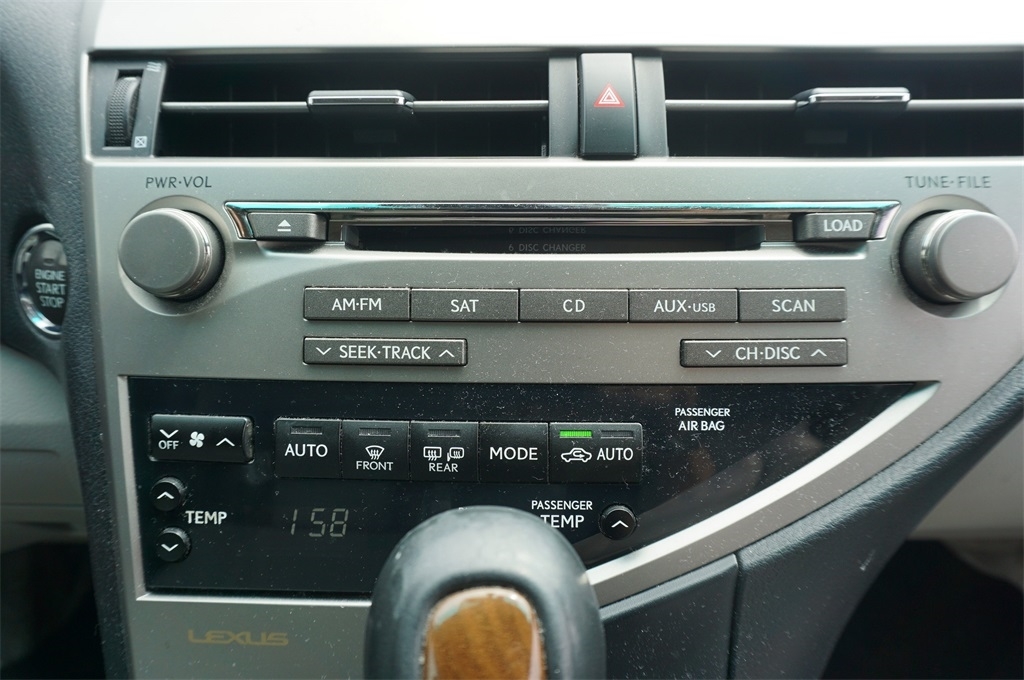 PWR·VOL
TUNE·FILE
LOAD
6 DISC CHANGER
ENGINE
START
STOP
AM·FM
SAT
CD
AUX·USB
SCAN
SEEK·TRACK
CH·DISC
PASSENGER
AIR BAG
OFF
AUTO
FRONT
REAR
MODE
AUTO
TEMP
158
PASSENGER
TEMP
LEXUS